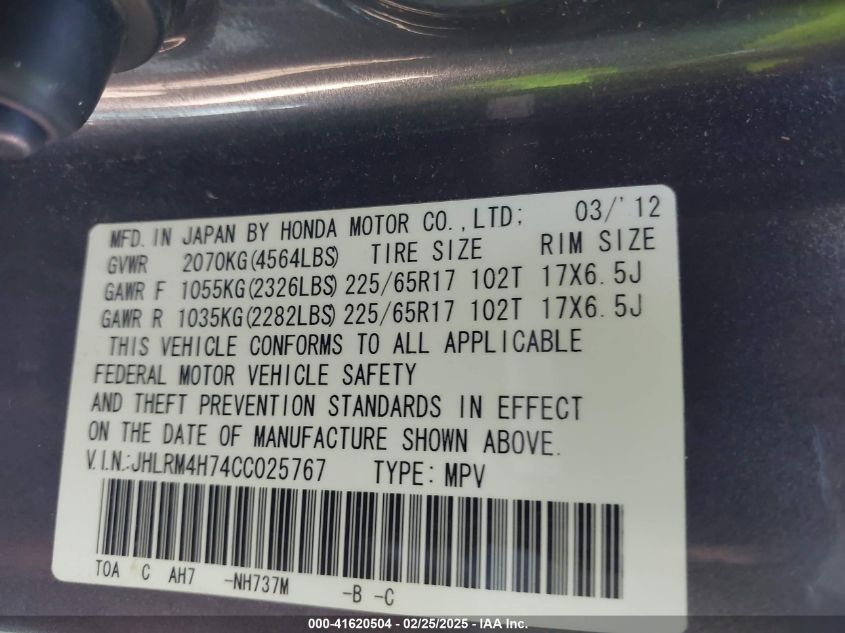 MFD. IN JAPAN BY HONDA MOTOR CO.,LTD; 03/'12
GVWR 2070KG(4564LBS) TIRE SIZE RIM SIZE
GAWR F 1055KG(2326LBS) 225/65R17 102T 17X6.5J
GAWR R 1035KG(2282LBS) 225/65R17 102T 17X6.5J
THIS VEHICLE CONFORMS TO ALL APPLICABLE
FEDERAL MOTOR VEHICLE SAFETY
AND THEFT PREVENTION STANDARDS IN EFFECT
ON THE DATE OF MANUFACTURE SHOWN ABOVE.
V.I.N.:JHLRM4H74CC025767 TYPE: MPV
TOA C AH7 -NH737M -B -C
000-41620504 - 02/25/2025 - IAA Inc.